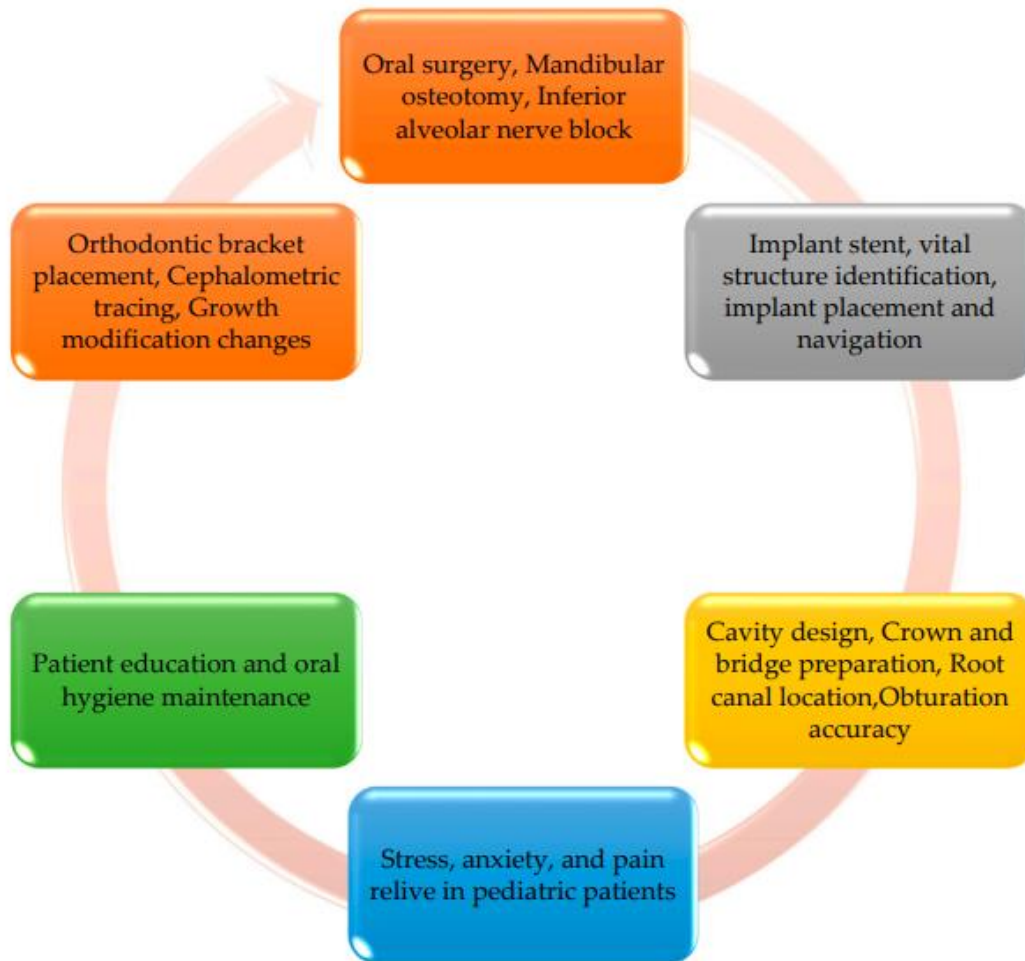 Oral surgery, Mandibular
osteotomy, Inferior
alveolar nerve block
Implant stent, vital
structure identification,
implant placement and
navigation
Cavity design, Crown and
bridge preparation, Root
canal location,Obturation
accuracy
Stress, anxiety, and pain
relive in pediatric patients
Patient education and oral
hygiene maintenance
Orthodontic bracket
placement, Cephalometric
tracing, Growth
modification changes